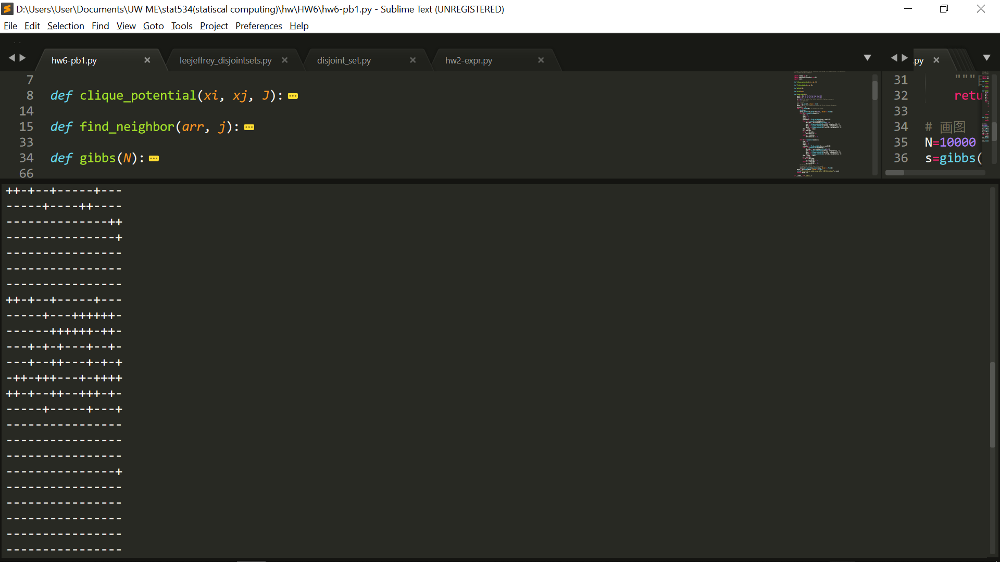 D:\Users\User\Documents\UW ME\stat534(statiscal computing)\hw\HW6\hw6-pb1.py - Sublime Text (UNREGISTERED)
File Edit Selection Find View Goto Tools Project Preferences Help
hw6-pb1.py × leejeffrey_disjointsets.py × disjoint_set.py × hw2-expr.py ×
7
8 def clique_potential(xi, xj, J):
14
15 def find_neighbor(arr, j):
33
34 def gibbs(N):
66
.py ×
31 """
32 retu
33
34 # 画图
35 N=10000
36 s=gibbs(
++-+--+-----+---
-----+----++----
--------------++
---------------+
----------------
----------------
----------------
++-+--+-----+---
-----+---++++++-
------++++++-++-
---+-+-+---+--+-
---+--++---+-+-+
-++-+++---+-++++
++-+--++--+++-+-
-----+-----+---+
----------------
----------------
----------------
---------------+
----------------
----------------
----------------
----------------
----------------